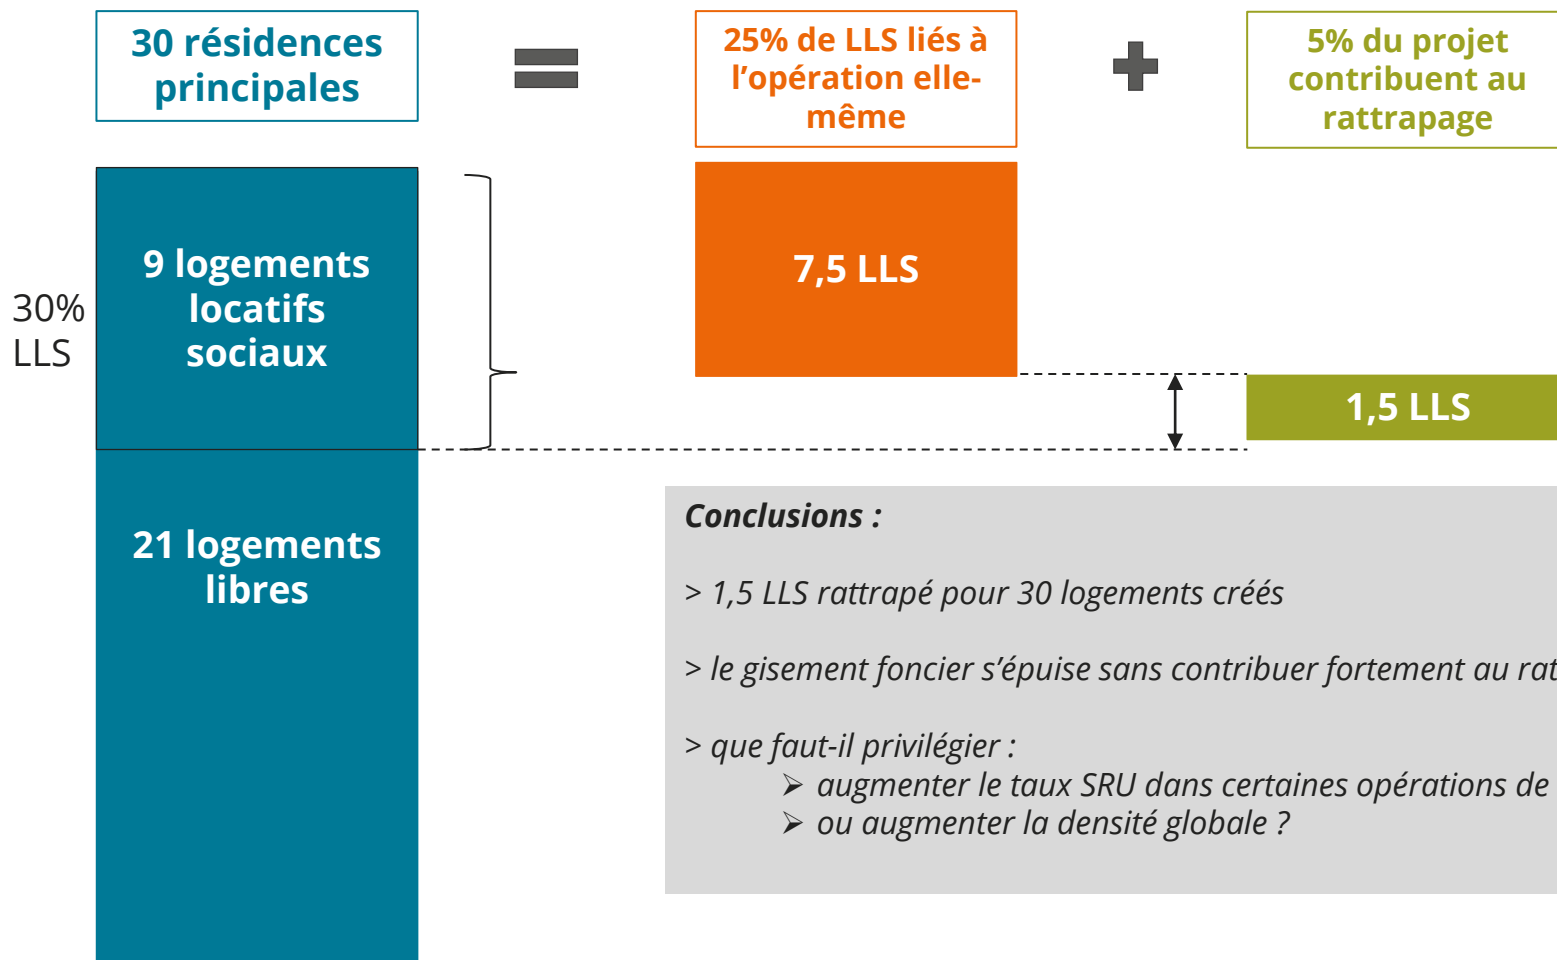 30 résidences
principales
25% de LLS liés à
l’opération elle-
même
5% du projet
contribuent au
rattrapage
30%
LLS
9 logements
locatifs
sociaux
7,5 LLS
1,5 LLS
21 logements
libres
Conclusions :
> 1,5 LLS rattrapé pour 30 logements créés
> le gisement foncier s’épuise sans contribuer fortement au rat
> que faut-il privilégier :
➢ augmenter le taux SRU dans certaines opérations de
➢ ou augmenter la densité globale ?